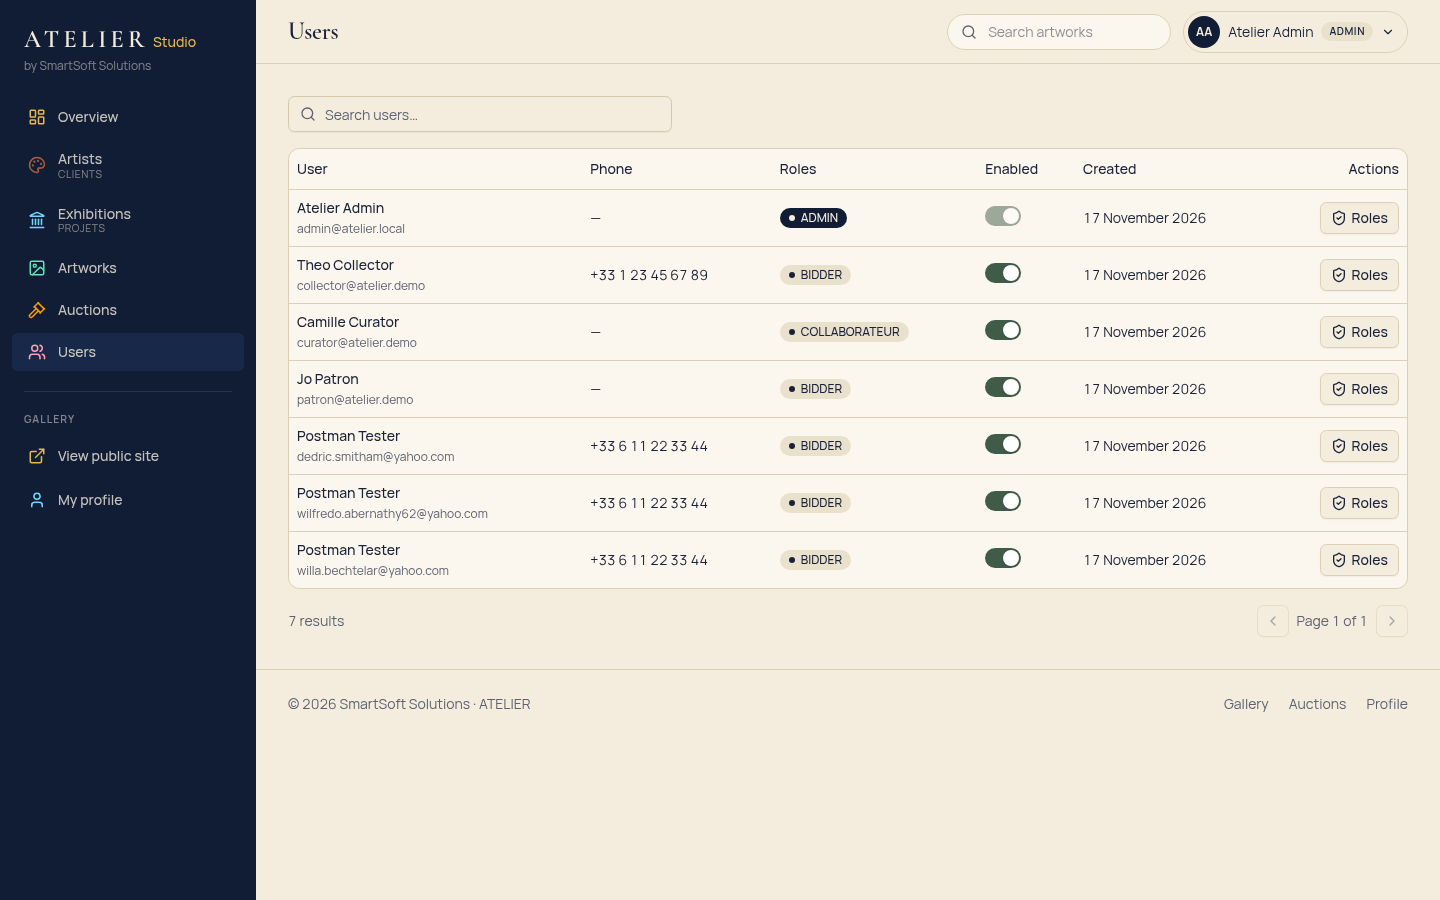 ATELIER Studio
by SmartSoft Solutions
Overview
Artists
CLIENTS
Exhibitions
PROJETS
Artworks
Auctions
Users
GALLERY
View public site
My profile
Users
Search artworks
AA Atelier Admin ADMIN
Search users...
User Phone Roles Enabled Created Actions
Atelier Admin
admin@atelier.local
— ADMIN 17 November 2026 Roles
Theo Collector
collector@atelier.demo
+33 1 23 45 67 89 BIDDER 17 November 2026 Roles
Camille Curator
curator@atelier.demo
— COLLABORATEUR 17 November 2026 Roles
Jo Patron
patron@atelier.demo
— BIDDER 17 November 2026 Roles
Postman Tester
dedric.smitham@yahoo.com
+33 6 11 22 33 44 BIDDER 17 November 2026 Roles
Postman Tester
wilfredo.abernathy62@yahoo.com
+33 6 11 22 33 44 BIDDER 17 November 2026 Roles
Postman Tester
willa.bechtelar@yahoo.com
+33 6 11 22 33 44 BIDDER 17 November 2026 Roles
7 results
Page 1 of 1
© 2026 SmartSoft Solutions · ATELIER
Gallery Auctions Profile